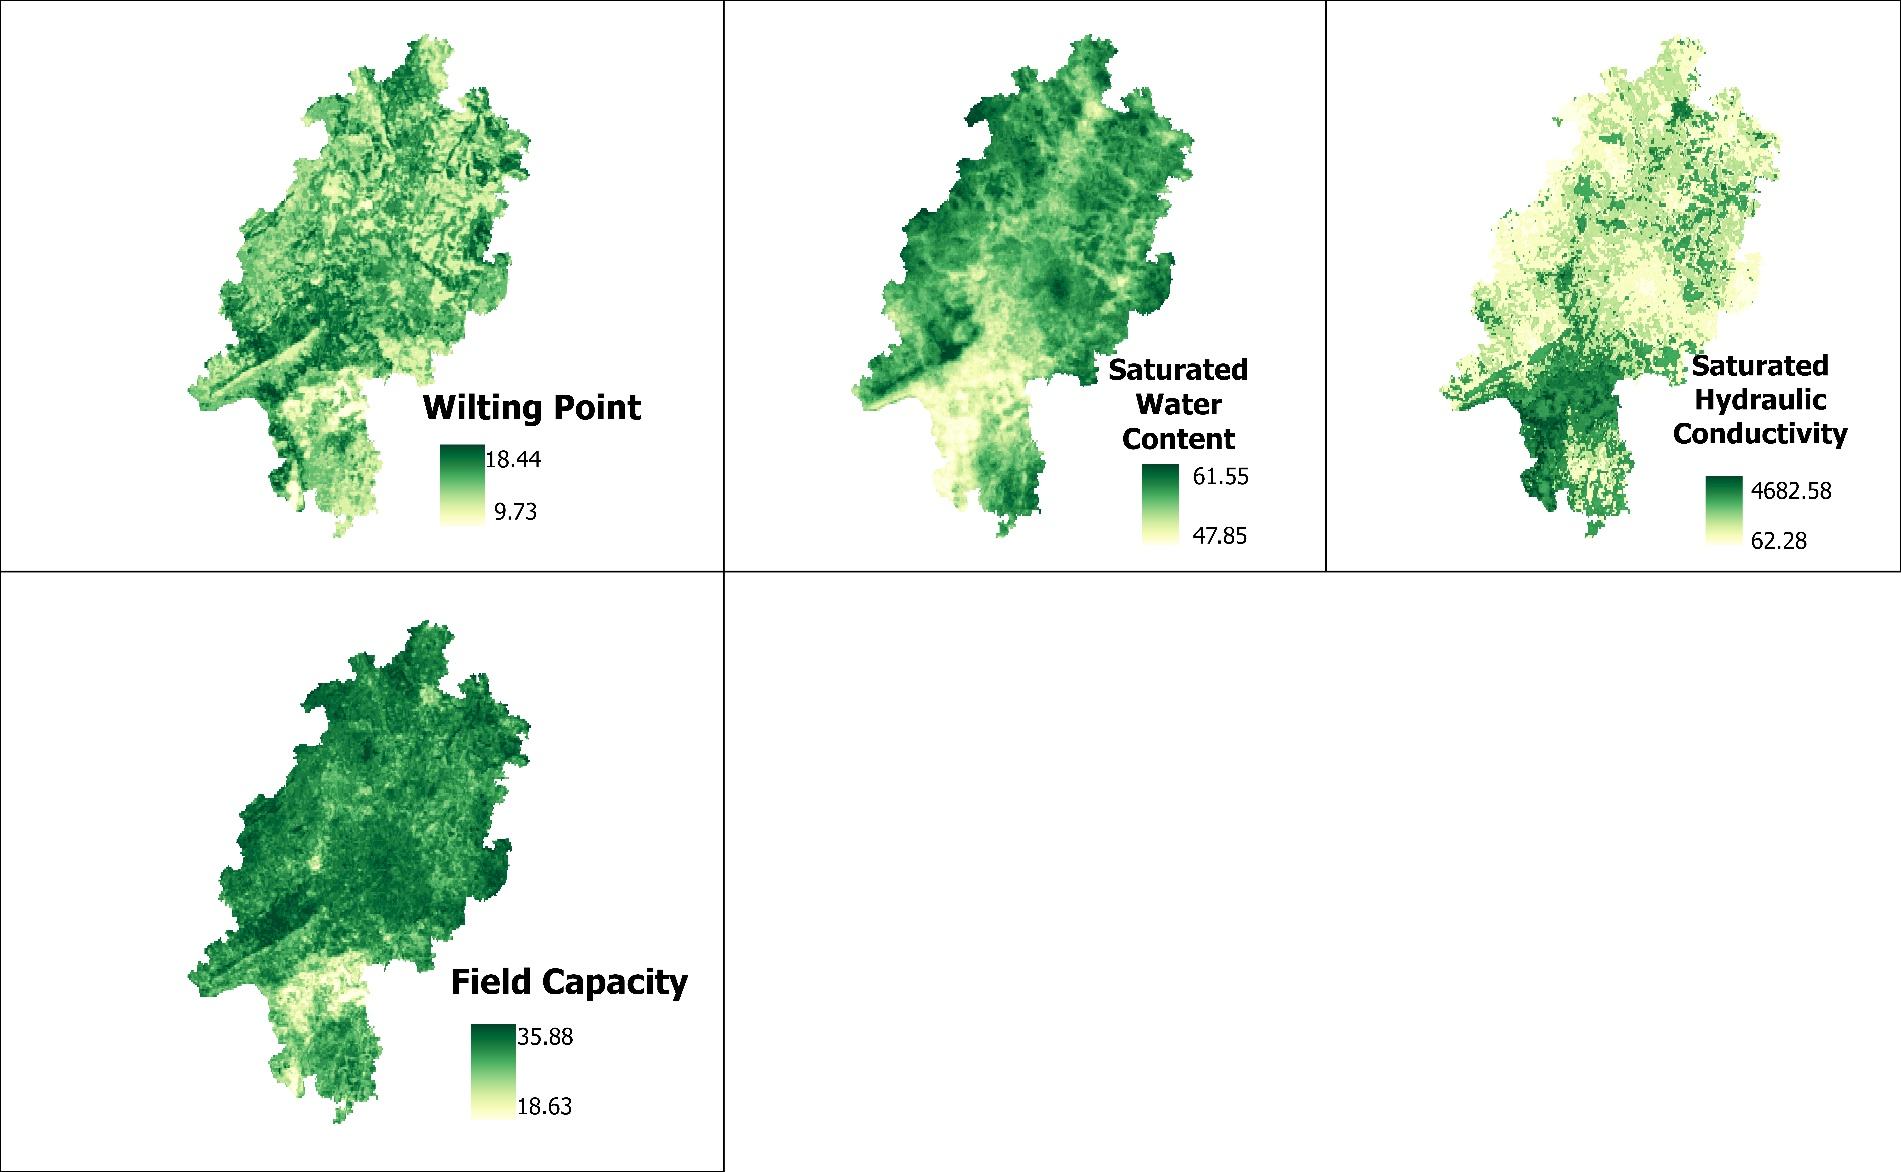 Wilting Point
18.44
9.73
Saturated
Water
Content
61.55
47.85
Saturated
Hydraulic
Conductivity
4682.58
62.28
Field Capacity
35.88
18.63